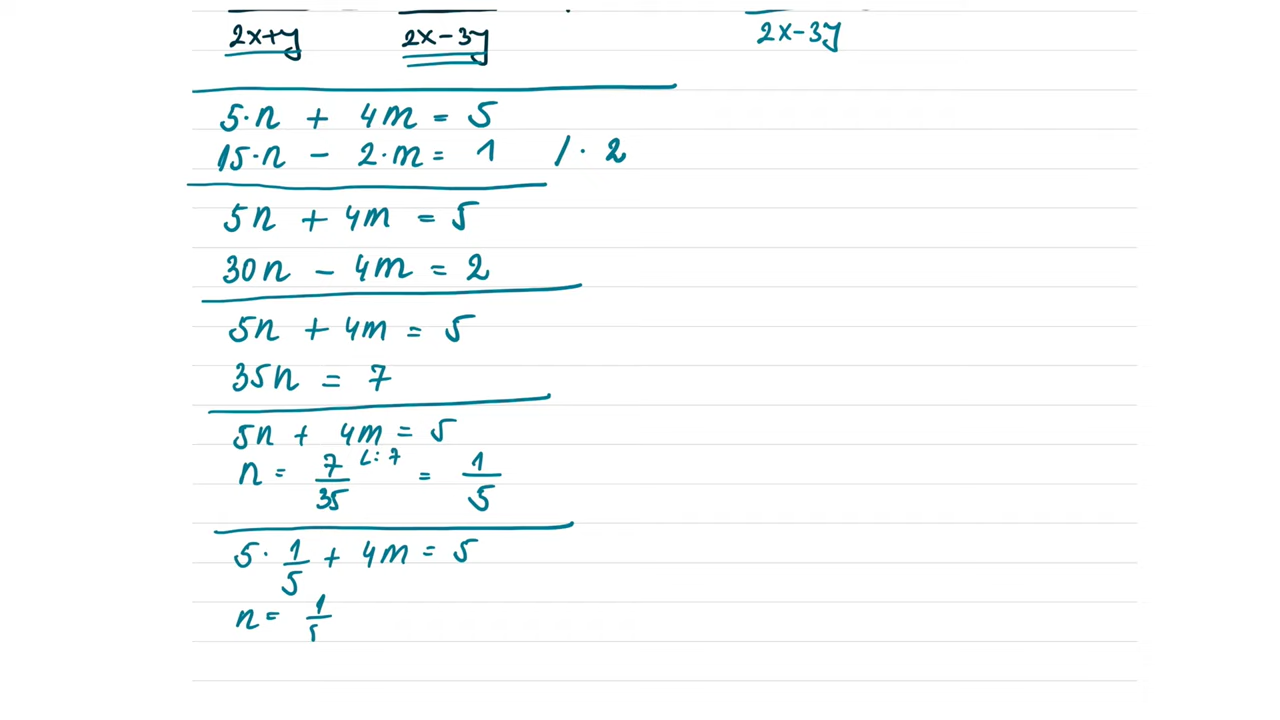 2x+y 2x-3y 2x-3y
5·n + 4m = 5
15·n - 2·m = 1 /· 2
5n + 4m = 5
30n - 4m = 2
5n + 4m = 5
35n = 7
5n + 4m = 5
n = 7/35 L:7 = 1/5
5· 1/5 + 4m = 5
n = 1/